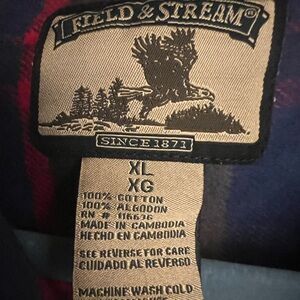 FIELD & STREAM®
SINCE 1871
XL
XG
100% COTTON
100% ALGODON
RN # 116636
MADE IN CAMBODIA
HECHO EN CAMBODIA
SEE REVERSE FOR CARE
CUIDADO AL REVERSO
MACHINE WASH COLD